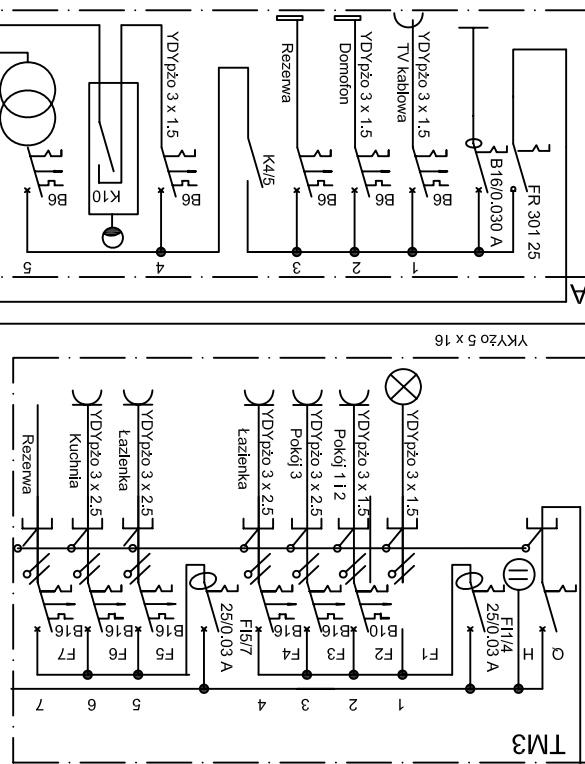 YDYpżo 3 x 1.5
K10
B6
B6
5
4
K4/5
Rezerwa
B6
3
Domofon
YDYpżo 3 x 1.5
B6
2
TV kablowa
YDYpżo 3 x 1.5
B6
1
B16/0.030 A
FR 301 25
A
YKYżo 5 x 16
Rezerwa
B16
F7
7
Kuchnia
YDYpżo 3 x 2.5
B16
F6
6
Łazienka
YDYpżo 3 x 2.5
B16
F5
5
FI5/7
25/0.03 A
Łazienka
YDYpżo 3 x 2.5
B16
F4
4
Pokój 3
YDYpżo 3 x 2.5
B16
F3
3
Pokój 1 i 2
YDYpżo 3 x 1.5
B10
F2
2
YDYpżo 3 x 1.5
F1
1
FI1/4
25/0.03 A
H
Q
TM3